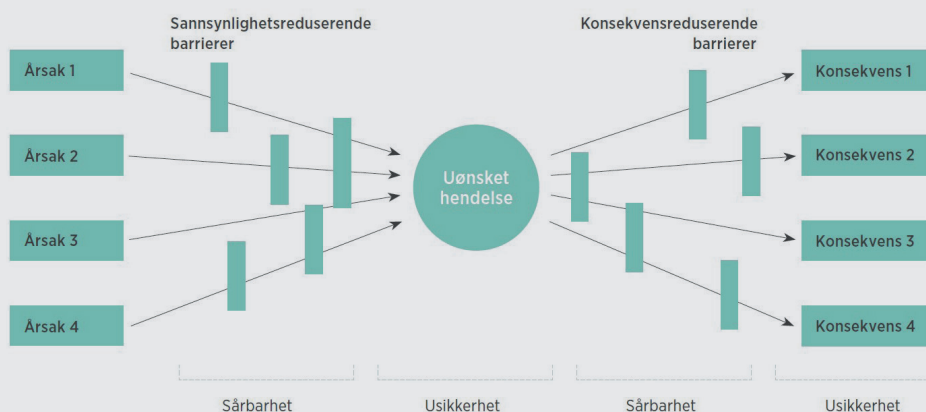 Sannsynlighetsreduserende
barrierer
Konsekvensreduserende
barrierer
Årsak 1
Årsak 2
Årsak 3
Årsak 4
Uønsket
hendelse
Konsekvens 1
Konsekvens 2
Konsekvens 3
Konsekvens 4
Sårbarhet
Usikkerhet
Sårbarhet
Usikkerhet